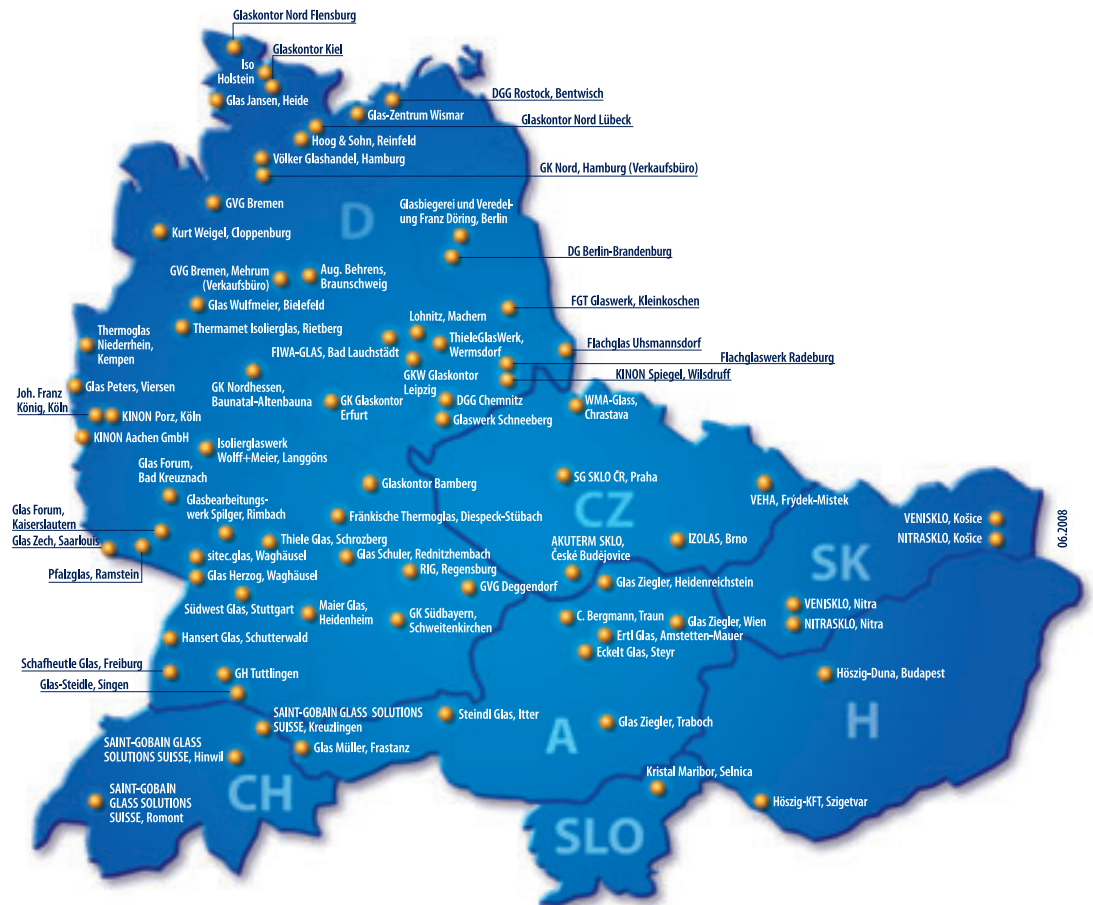 Glaskontor Nord Flensburg
Glaskontor Kiel
Iso
Holstein
Glas Jansen, Heide
DGG Rostock, Bentwisch
Glas-Zentrum Wismar
Glaskontor Nord Lübeck
Hoog & Sohn, Reinfeld
Völker Glashandel, Hamburg
GK Nord, Hamburg (Verkaufsbüro)
GVG Bremen
Glasbiegerei und Veredel-
ung Franz Döring, Berlin
D
Kurt Weigel, Cloppenburg
DG Berlin-Brandenburg
GVG Bremen, Mehrum
(Verkaufsbüro)
Aug. Behrens,
Braunschweig
Glas Wulfmeier, Bielefeld
FGT Glaswerk, Kleinkoschen
Lohnitz, Machern
Thermamet Isolierglas, Rietberg
Thermoglas
Niederrhein,
Kempen
ThieleGlasWerk,
Wermsdorf
Flachglas Uhsmannsdorf
FIWA-GLAS, Bad Lauchstädt
Flachglaswerk Radeburg
GKW Glaskontor
Leipzig
KINON Spiegel, Wilsdruff
Glas Peters, Viersen
GK Nordhessen,
Baunatal-Altenbauna
Joh. Franz
König, Köln
GK Glaskontor
Erfurt
DGG Chemnitz
WMA-Glass,
Chrastava
KINON Porz, Köln
Glaswerk Schneeberg
KINON Aachen GmbH
Isolierglaswerk
Wolff+Meier, Langgöns
Glas Forum,
Bad Kreuznach
SG SKLO ČR, Praha
Glaskontor Bamberg
VEHA, Frýdek-Mistek
Glasbearbeitungs-
werk Spilger, Rimbach
CZ
Glas Forum,
Kaiserslautern
Fränkische Thermoglas, Diespeck-Stübach
VENISKLO, Košice
NITRASKLO, Košice
06.2008
Glas Zech, Saarlouis
Thiele Glas, Schrozberg
IZOLAS, Brno
AKUTERM SKLO,
České Budějovice
Pfalzglas, Ramstein
sitec.glas, Waghäusel
Glas Schuler, Rednitzhembach
SK
Glas Herzog, Waghäusel
RIG, Regensburg
Glas Ziegler, Heidenreichstein
GVG Deggendorf
Südwest Glas, Stuttgart
Maier Glas,
Heidenheim
GK Südbayern,
Schweitenkirchen
VENISKLO, Nitra
C. Bergmann, Traun
Glas Ziegler, Wien
NITRASKLO, Nitra
Hansert Glas, Schutterwald
Ertl Glas, Amstetten-Mauer
Eckelt Glas, Steyr
Schafheutle Glas, Freiburg
GH Tuttlingen
Höszig-Duna, Budapest
Glas-Steidle, Singen
H
SAINT-GOBAIN GLASS SOLUTIONS
SUISSE, Kreuzlingen
Steindl Glas, Itter
Glas Ziegler, Traboch
A
SAINT-GOBAIN GLASS
SOLUTIONS SUISSE, Hinwil
Glas Müller, Frastanz
Kristal Maribor, Selnica
SAINT-GOBAIN
GLASS SOLUTIONS
SUISSE, Romont
CH
Höszig-KFT, Szigetvar
SLO